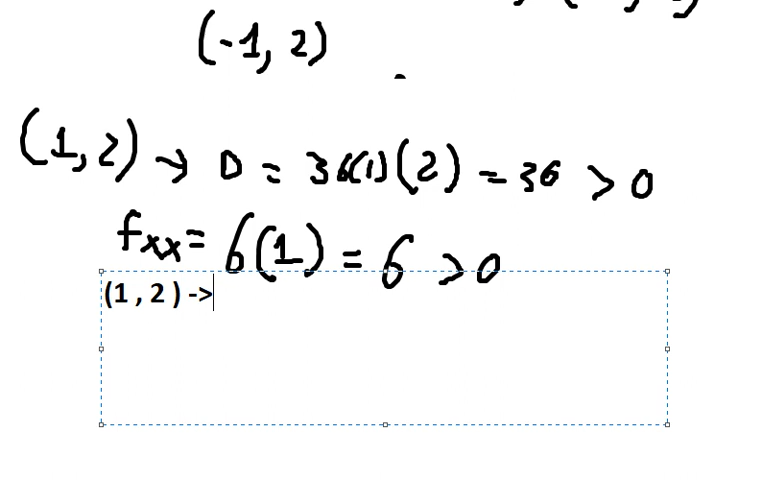 (-1, 2)
(1, 2) → D = 36(1)(2) = 36 > 0
fxx = 6(1) = 6 > 0
(1 , 2 ) ->